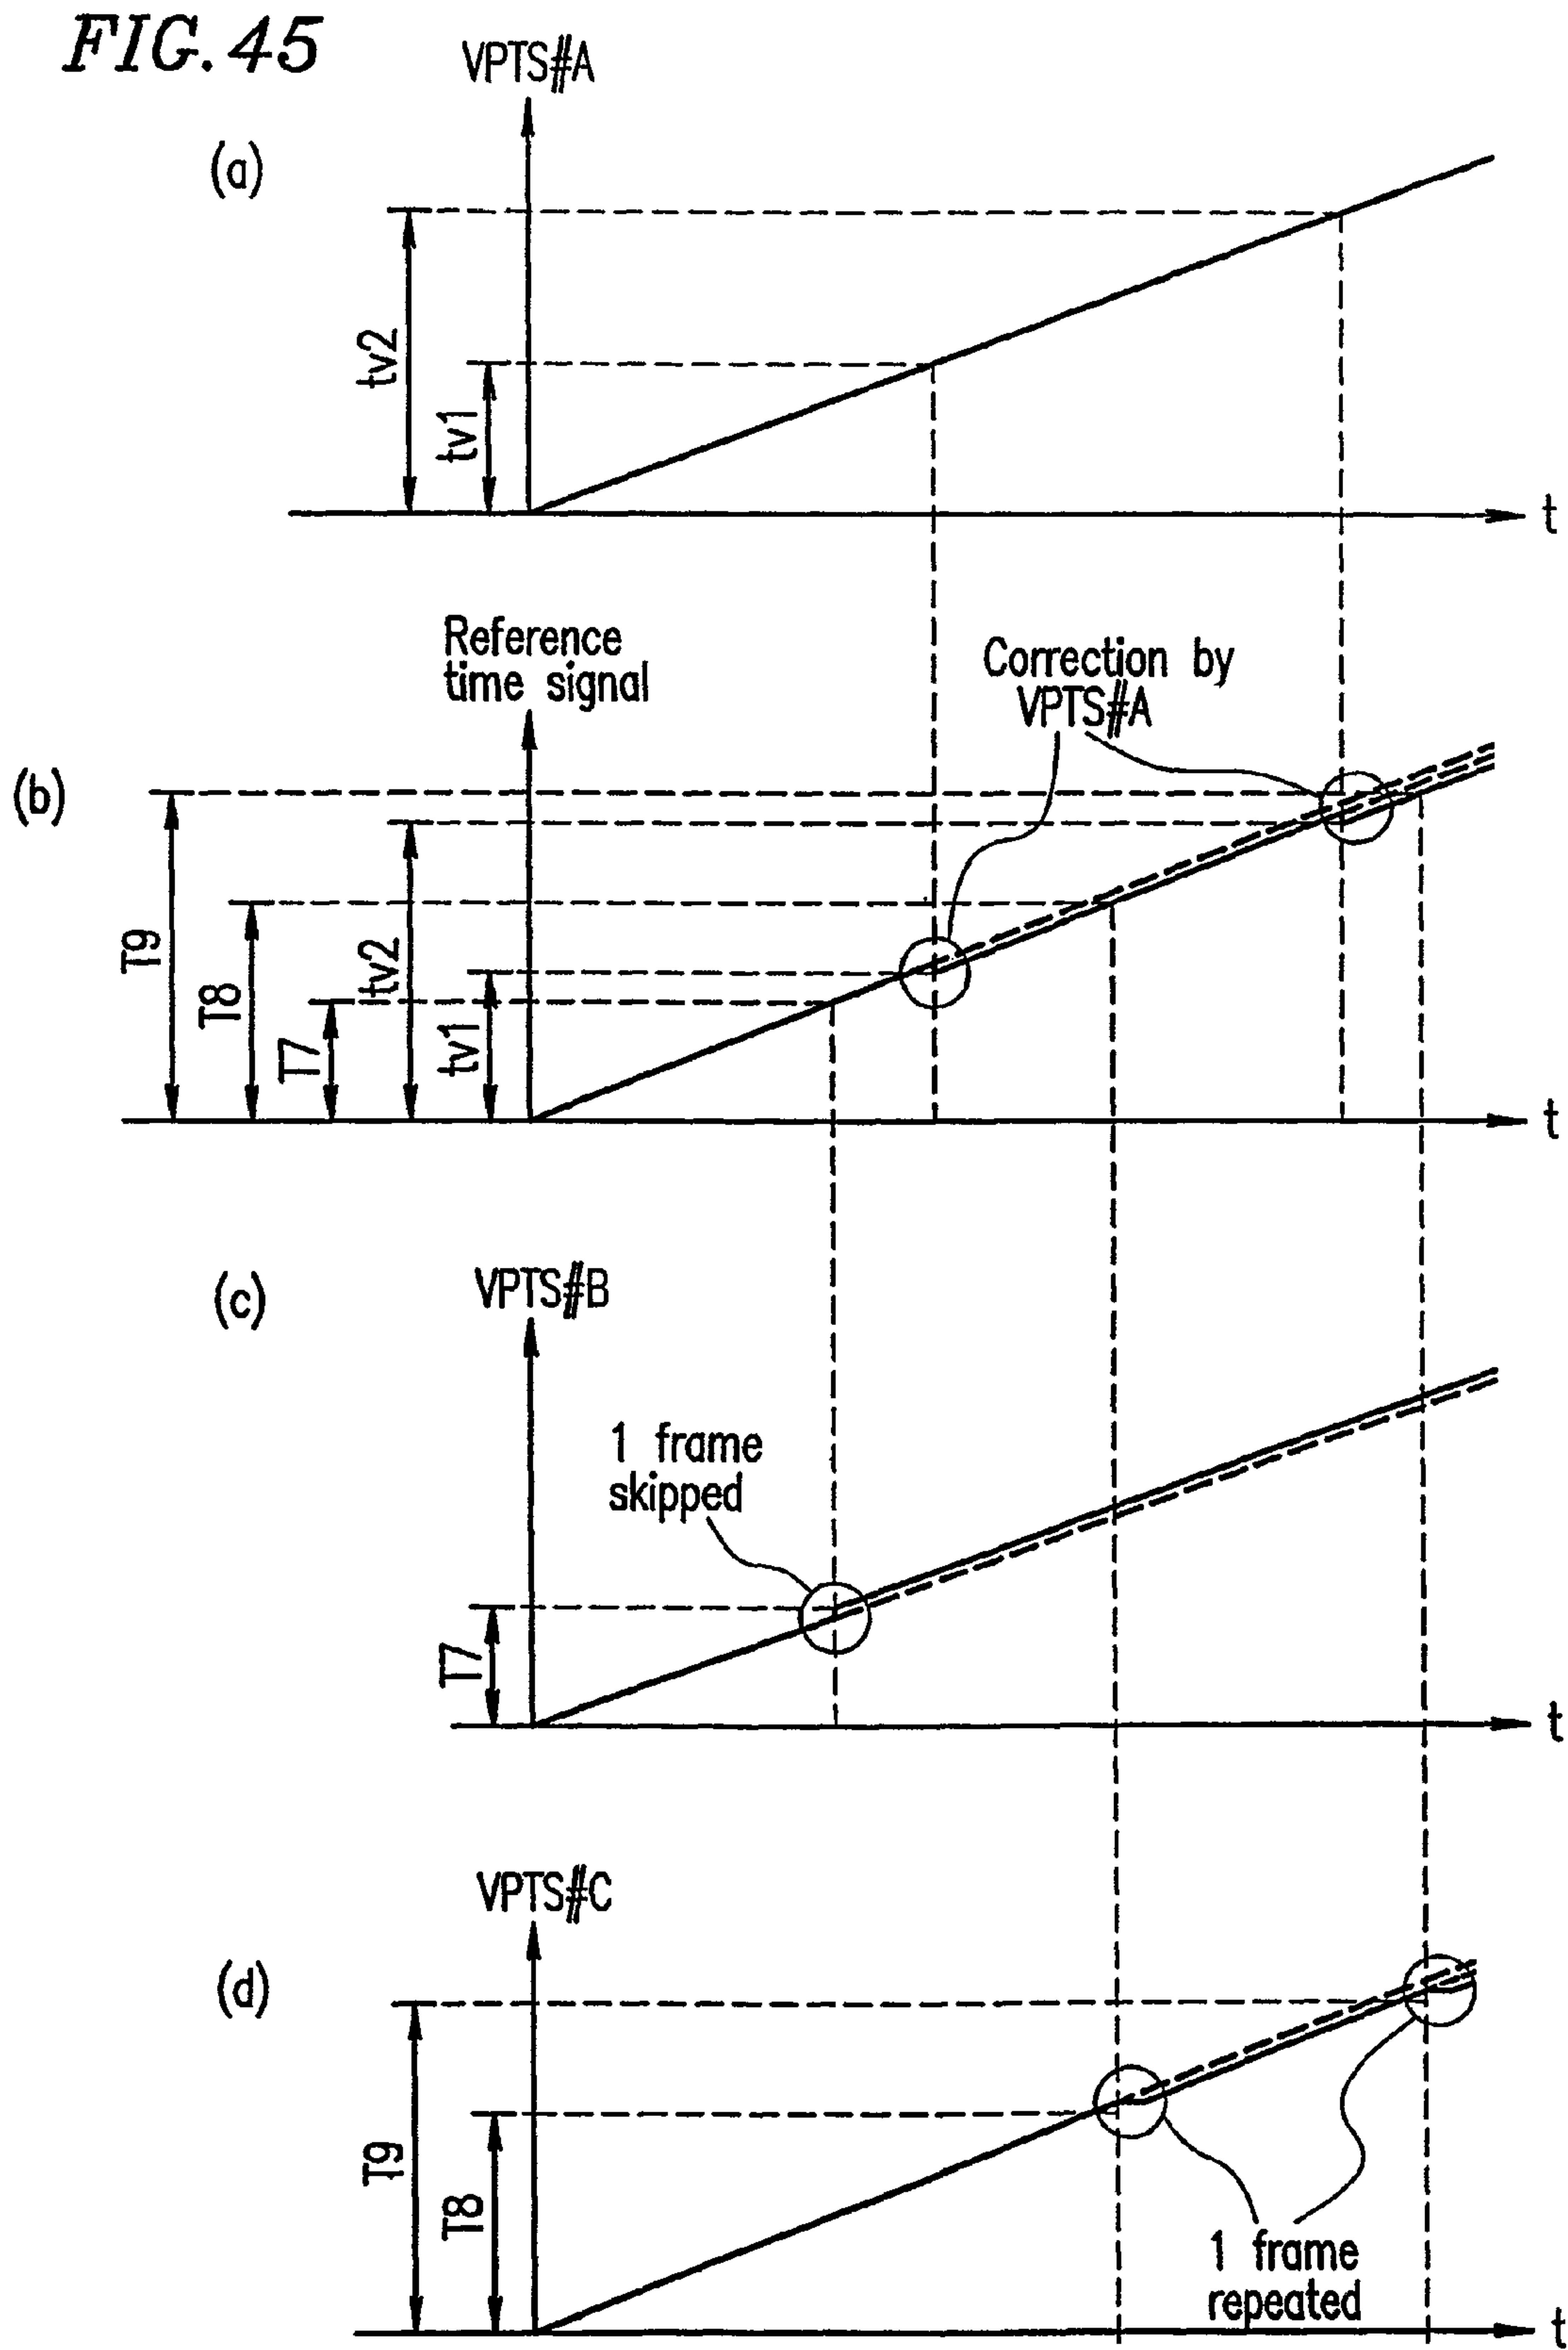 FIG. 45
VPTS#A
(a)
tv2
tv1
t
Reference
time signal
Correction by
VPTS#A
(b)
T9
T8
T7
tv2
tv1
t
(c)
VPTS#B
1 frame
skipped
T7
t
VPTS#C
(d)
T9
T8
1 frame
repeated
t